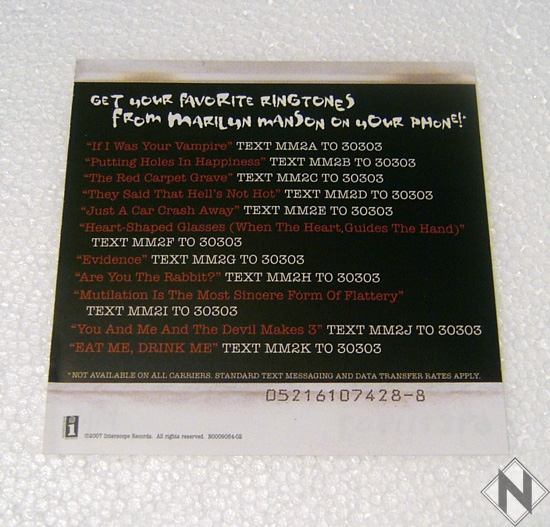 GET YOUR FAVORITE RINGTONES
FROM MARILYN MANSON ON YOUR PHONE!*
"If I Was Your Vampire" TEXT MM2A TO 30303
"Putting Holes In Happiness" TEXT MM2B TO 30303
"The Red Carpet Grave" TEXT MM2C TO 30303
"They Said That Hell's Not Hot" TEXT MM2D TO 30303
"Just A Car Crash Away" TEXT MM2E TO 30303
"Heart-Shaped Glasses (When The Heart,Guides The Hand)"
TEXT MM2F TO 30303
"Evidence" TEXT MM2G TO 30303
"Are You The Rabbit?" TEXT MM2H TO 30303
"Mutilation Is The Most Sincere Form Of Flattery"
TEXT MM2I TO 30303
"You And Me And The Devil Makes 3" TEXT MM2J TO 30303
"EAT ME, DRINK ME" TEXT MM2K TO 30303
*NOT AVAILABLE ON ALL CARRIERS. STANDARD TEXT MESSAGING AND DATA TRANSFER RATES APPLY.
05216107428-8
i ©2007 Interscope Records. All rights reserved. B0009054-02
N